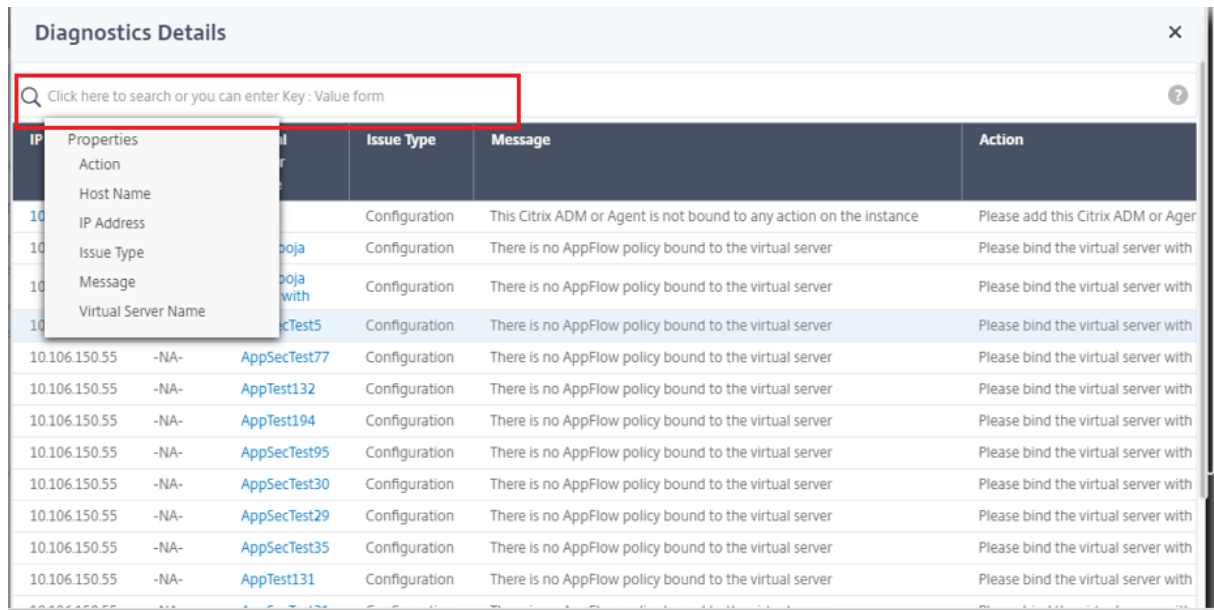 Diagnostics Details
Click here to search or you can enter Key : Value form
IP Issue Type Message Action
Properties
Action
Host Name
IP Address
Issue Type
Message
Virtual Server Name
10 Configuration This Citrix ADM or Agent is not bound to any action on the instance Please add this Citrix ADM or Ager
10 ooja Configuration There is no AppFlow policy bound to the virtual server Please bind the virtual server with
10 ooja with Configuration There is no AppFlow policy bound to the virtual server Please bind the virtual server with
10 cTest5 Configuration There is no AppFlow policy bound to the virtual server Please bind the virtual server with
10.106.150.55 -NA- AppSecTest77 Configuration There is no AppFlow policy bound to the virtual server Please bind the virtual server with
10.106.150.55 -NA- AppTest132 Configuration There is no AppFlow policy bound to the virtual server Please bind the virtual server with
10.106.150.55 -NA- AppTest194 Configuration There is no AppFlow policy bound to the virtual server Please bind the virtual server with
10.106.150.55 -NA- AppSecTest95 Configuration There is no AppFlow policy bound to the virtual server Please bind the virtual server with
10.106.150.55 -NA- AppSecTest30 Configuration There is no AppFlow policy bound to the virtual server Please bind the virtual server with
10.106.150.55 -NA- AppSecTest29 Configuration There is no AppFlow policy bound to the virtual server Please bind the virtual server with
10.106.150.55 -NA- AppSecTest35 Configuration There is no AppFlow policy bound to the virtual server Please bind the virtual server with
10.106.150.55 -NA- AppTest131 Configuration There is no AppFlow policy bound to the virtual server Please bind the virtual server with